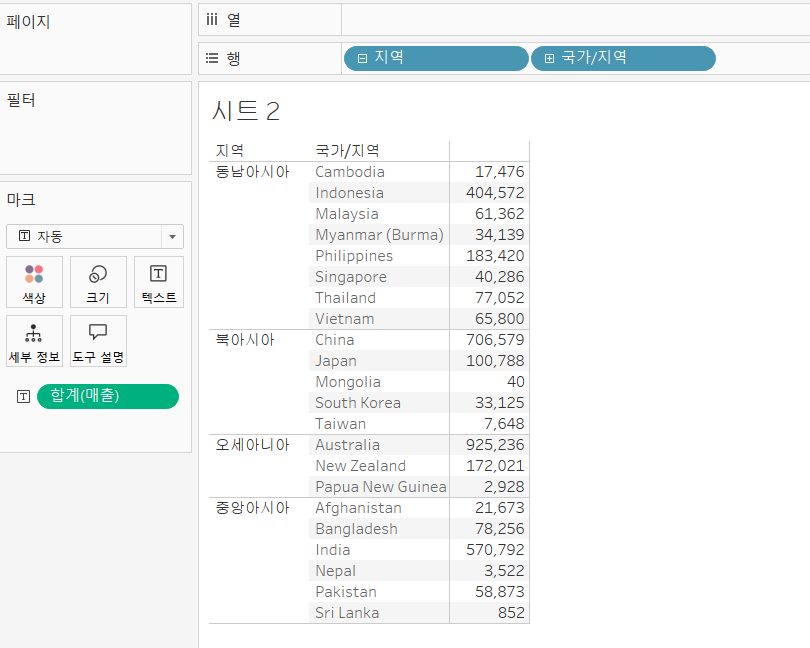 페이지
필터
마크
자동
색상
크기
텍스트
세부 정보
도구 설명
합계(매출)
열
행 지역 국가/지역
시트 2
지역 국가/지역
동남아시아 Cambodia 17,476
Indonesia 404,572
Malaysia 61,362
Myanmar (Burma) 34,139
Philippines 183,420
Singapore 40,286
Thailand 77,052
Vietnam 65,800
북아시아 China 706,579
Japan 100,788
Mongolia 40
South Korea 33,125
Taiwan 7,648
오세아니아 Australia 925,236
New Zealand 172,021
Papua New Guinea 2,928
중앙아시아 Afghanistan 21,673
Bangladesh 78,256
India 570,792
Nepal 3,522
Pakistan 58,873
Sri Lanka 852